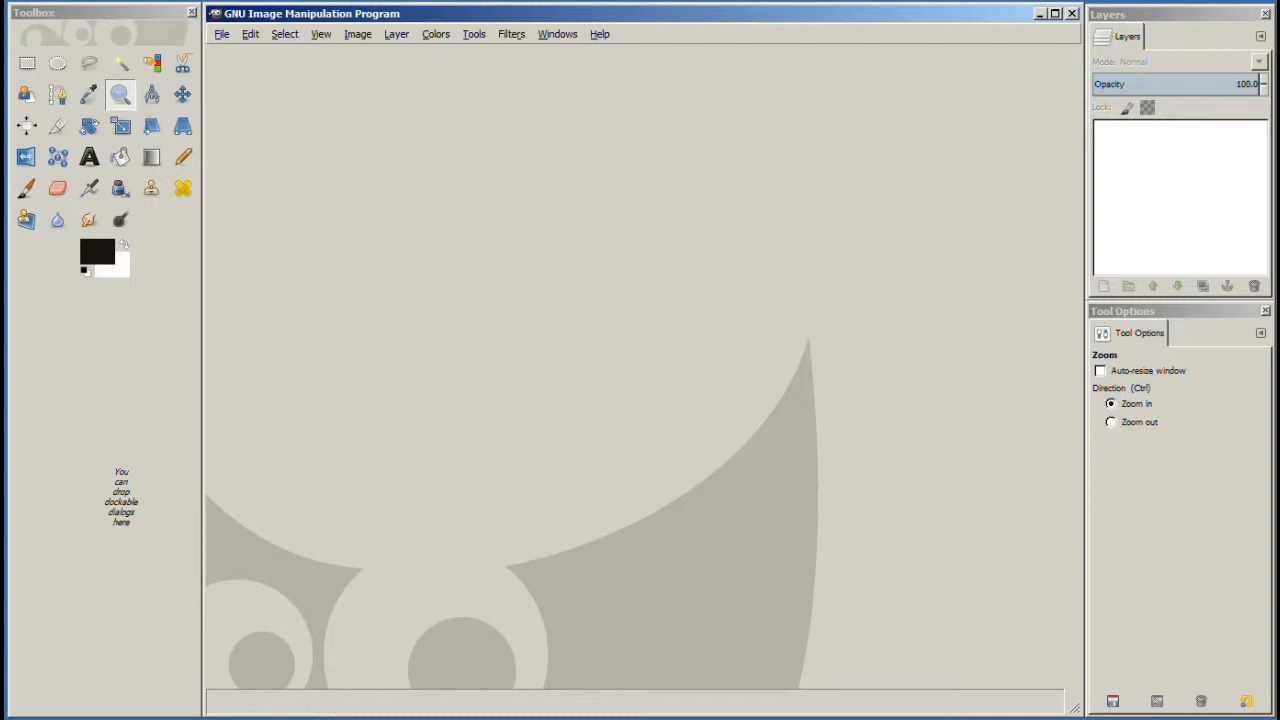 Toolbox
GNU Image Manipulation Program
File Edit Select View Image Layer Colors Tools Filters Windows Help
You
can
drop
dockable
dialogs
here
Layers
Layers
Mode: Normal
Opacity 100.0
Lock:
Tool Options
Tool Options
Zoom
Auto-resize window
Direction (Ctrl)
Zoom in
Zoom out